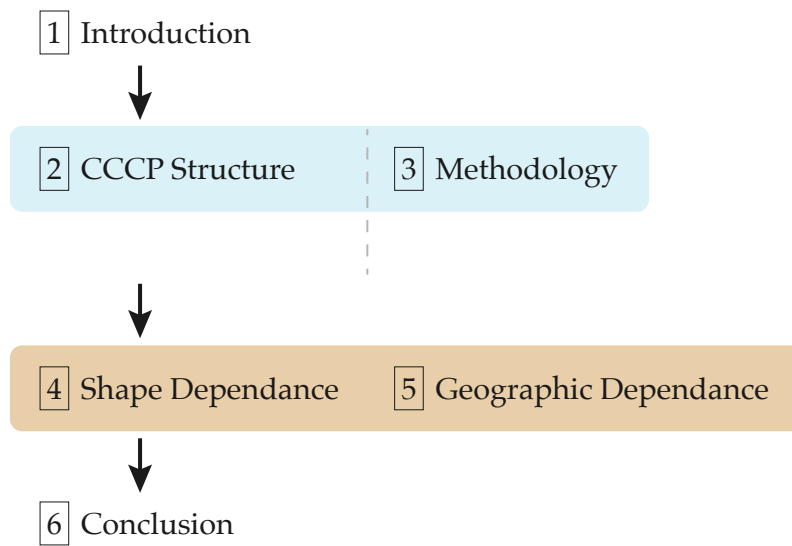 1 Introduction
2 CCCP Structure
3 Methodology
4 Shape Dependance
5 Geographic Dependance
6 Conclusion